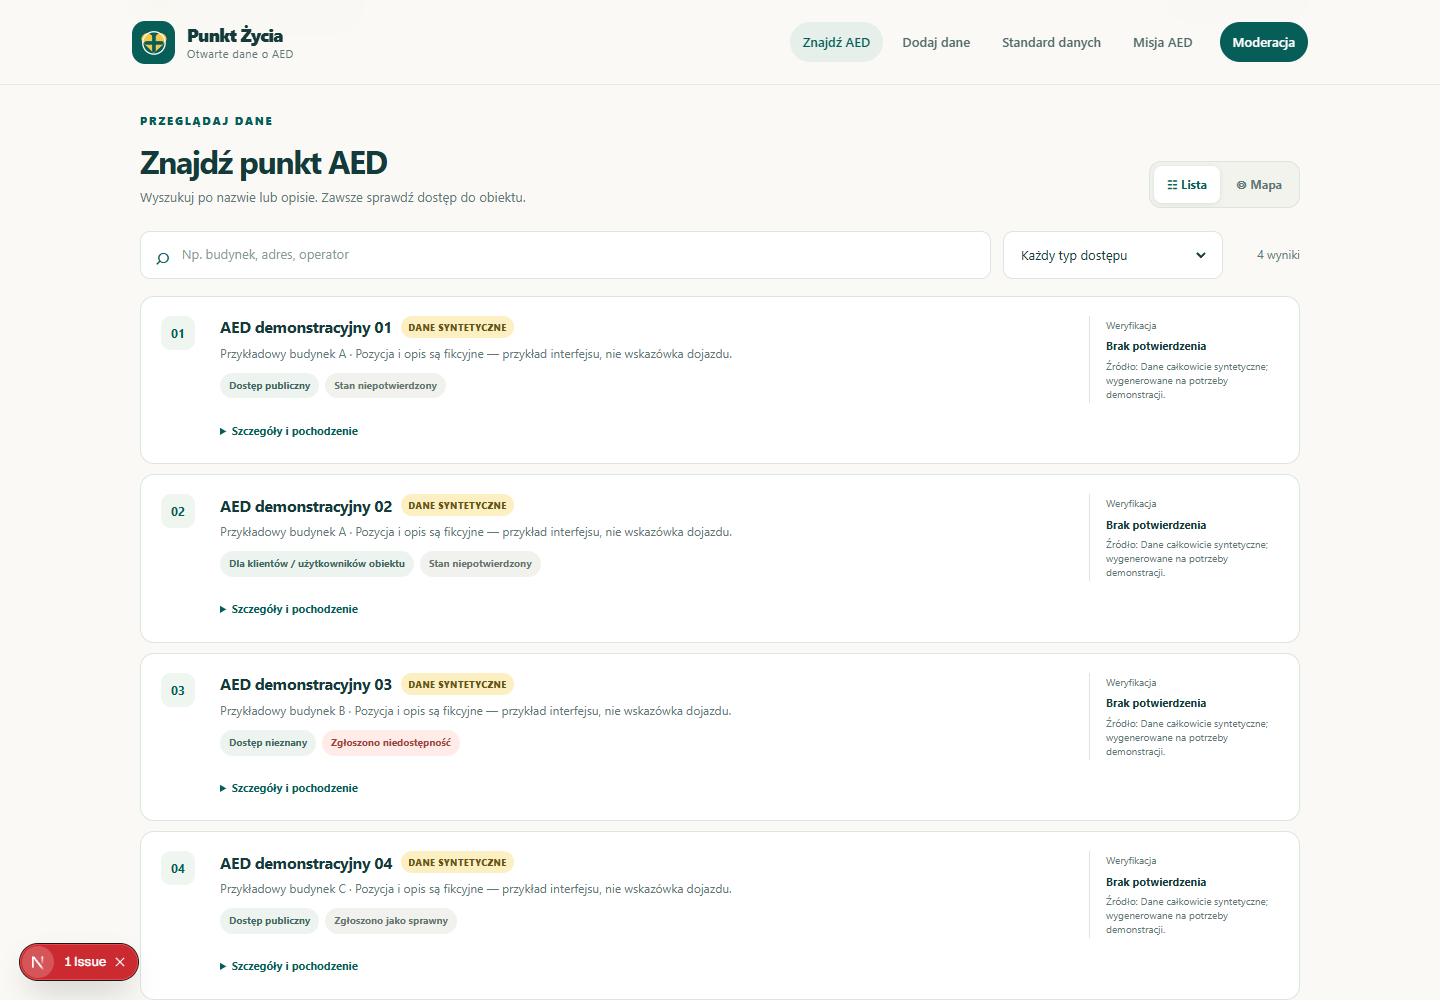 Punkt Życia
Otwarte dane o AED
Znajdź AED
Dodaj dane
Standard danych
Misja AED
Moderacja
PRZEGLĄDAJ DANE
Znajdź punkt AED
Wyszukuj po nazwie lub opisie. Zawsze sprawdź dostęp do obiektu.
Lista
Mapa
Np. budynek, adres, operator
Każdy typ dostępu
4 wyniki
01
AED demonstracyjny 01
DANE SYNTETYCZNE
Przykładowy budynek A · Pozycja i opis są fikcyjne — przykład interfejsu, nie wskazówka dojazdu.
Dostęp publiczny
Stan niepotwierdzony
Szczegóły i pochodzenie
Weryfikacja
Brak potwierdzenia
Źródło: Dane całkowicie syntetyczne;
wygenerowane na potrzeby
demonstracji.
02
AED demonstracyjny 02
DANE SYNTETYCZNE
Przykładowy budynek A · Pozycja i opis są fikcyjne — przykład interfejsu, nie wskazówka dojazdu.
Dla klientów / użytkowników obiektu
Stan niepotwierdzony
Szczegóły i pochodzenie
Weryfikacja
Brak potwierdzenia
Źródło: Dane całkowicie syntetyczne;
wygenerowane na potrzeby
demonstracji.
03
AED demonstracyjny 03
DANE SYNTETYCZNE
Przykładowy budynek B · Pozycja i opis są fikcyjne — przykład interfejsu, nie wskazówka dojazdu.
Dostęp nieznany
Zgłoszono niedostępność
Szczegóły i pochodzenie
Weryfikacja
Brak potwierdzenia
Źródło: Dane całkowicie syntetyczne;
wygenerowane na potrzeby
demonstracji.
04
AED demonstracyjny 04
DANE SYNTETYCZNE
Przykładowy budynek C · Pozycja i opis są fikcyjne — przykład interfejsu, nie wskazówka dojazdu.
Dostęp publiczny
Zgłoszono jako sprawny
Szczegóły i pochodzenie
Weryfikacja
Brak potwierdzenia
Źródło: Dane całkowicie syntetyczne;
wygenerowane na potrzeby
demonstracji.
N
1 Issue